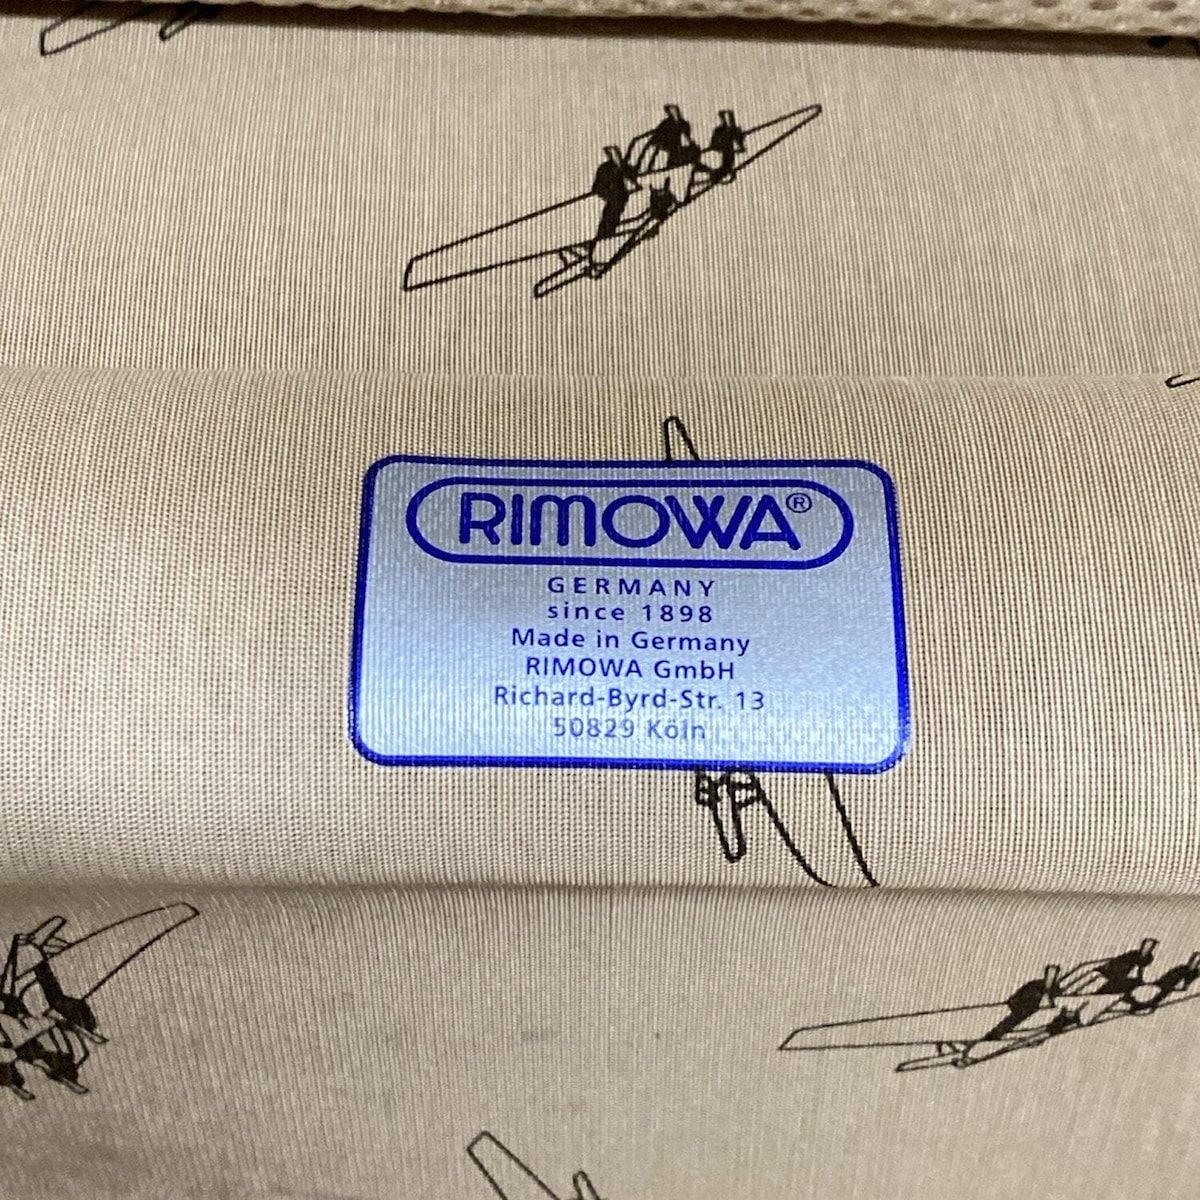 RIMOWA®
GERMANY
since 1898
Made in Germany
RIMOWA GmbH
Richard-Byrd-Str. 13
50829 Köln